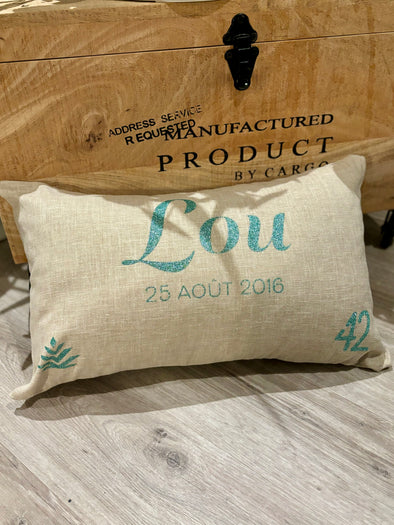 ADDRESS SERVICE
REQUESTED
MANUFACTURED
PRODUCT
BY CARGO
Lou
25 AOÛT 2016
42